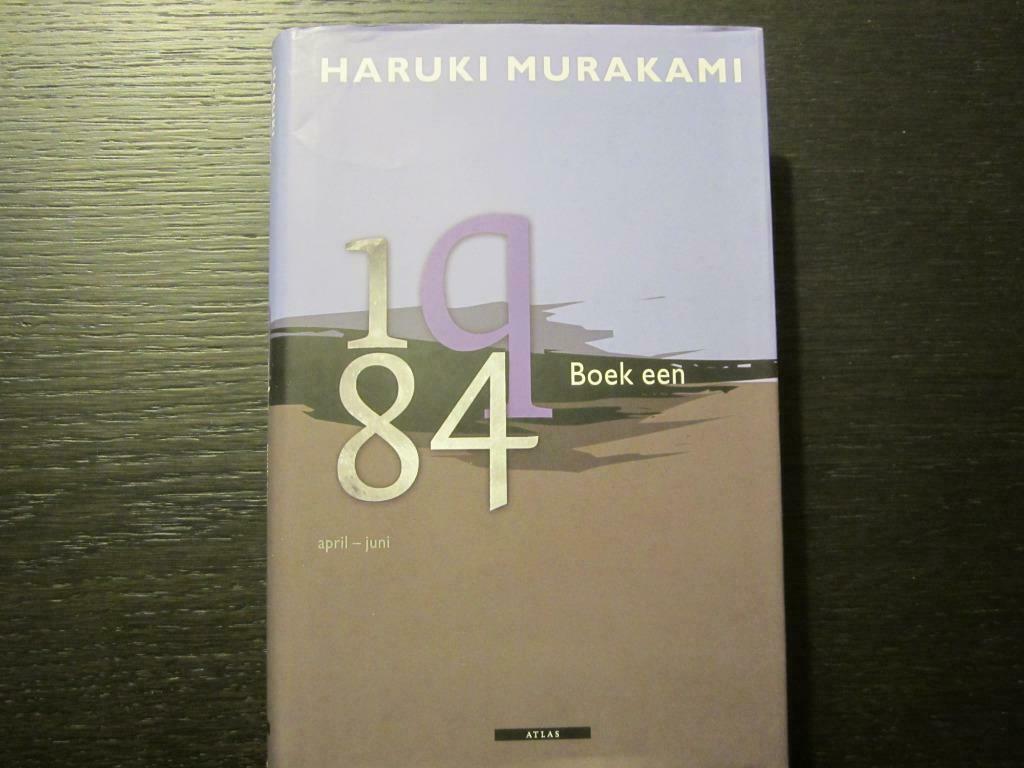 HARUKI MURAKAMI
1q
84
Boek een
april – juni
ATLAS